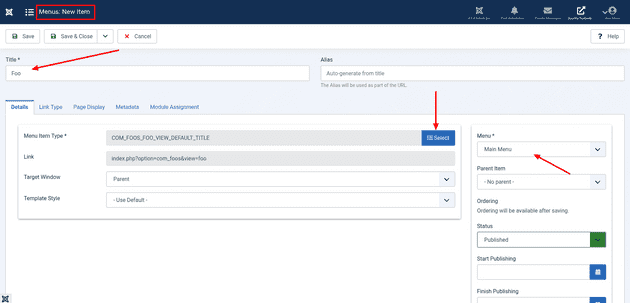 Menus: New Item
Save
Save & Close
Cancel
Help
Title *
Alias
Foo
Auto-generate from title
The Alias will be used as part of the URL.
Details
Link Type
Page Display
Metadata
Module Assignment
Menu Item Type *
COM_FOOS_FOO_VIEW_DEFAULT_TITLE
Select
Link
index.php?option=com_foos&view=foo
Target Window
Parent
Template Style
- Use Default -
Menu *
Main Menu
Parent Item
- No parent -
Ordering
Ordering will be available after saving.
Status
Published
Start Publishing
Finish Publishing